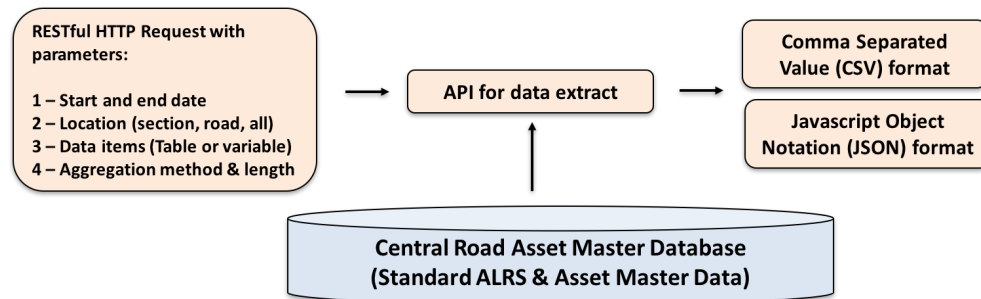 RESTful HTTP Request with
parameters:
1 – Start and end date
2 – Location (section, road, all)
3 – Data items (Table or variable)
4 – Aggregation method & length
API for data extract
Comma Separated
Value (CSV) format
Javascript Object
Notation (JSON) format
Central Road Asset Master Database
(Standard ALRS & Asset Master Data)